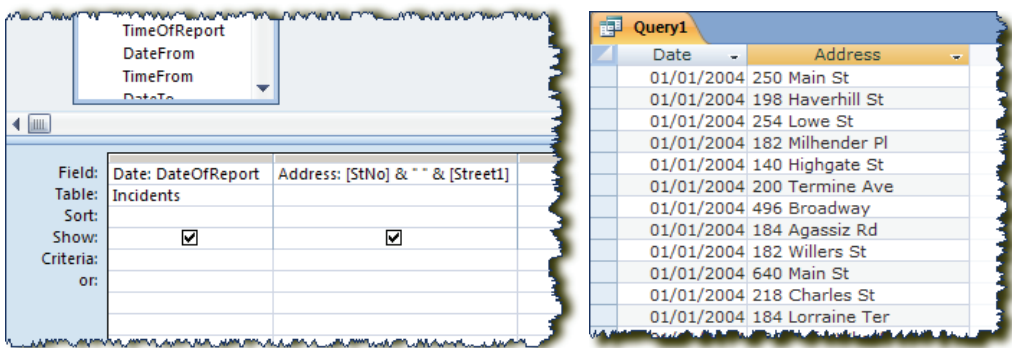 TimeOfReport
DateFrom
TimeFrom
DateTo
Field: Date: DateOfReport Address: [StNo] & " " & [Street1]
Table: Incidents
Sort:
Show:
Criteria:
or:
Query1
Date Address
01/01/2004 250 Main St
01/01/2004 198 Haverhill St
01/01/2004 254 Lowe St
01/01/2004 182 Milhender Pl
01/01/2004 140 Highgate St
01/01/2004 200 Termine Ave
01/01/2004 496 Broadway
01/01/2004 184 Agassiz Rd
01/01/2004 182 Willers St
01/01/2004 640 Main St
01/01/2004 218 Charles St
01/01/2004 184 Lorraine Ter